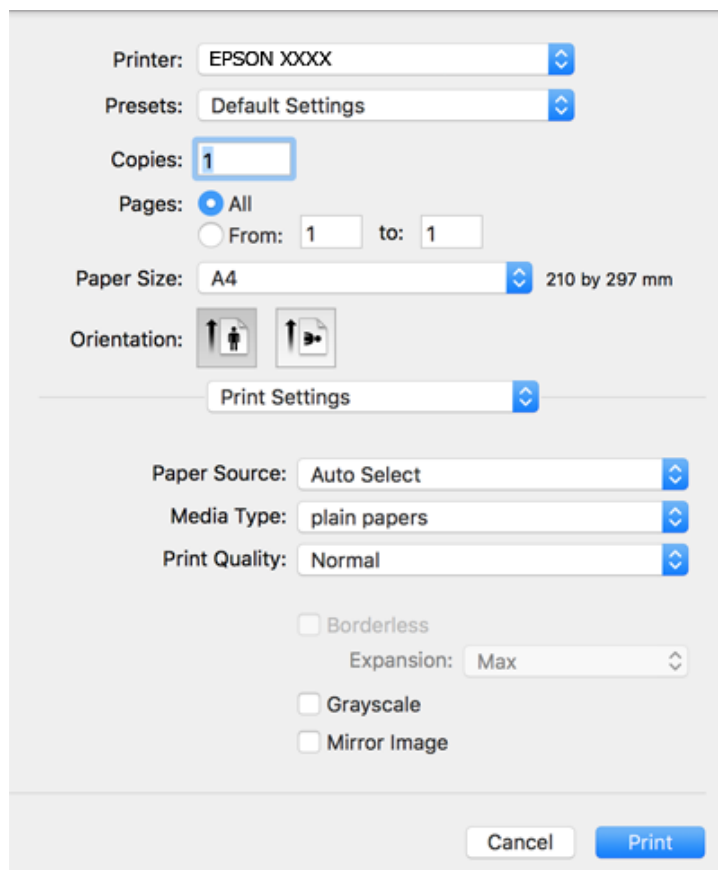 Printer: EPSON XXXX
Presets: Default Settings
Copies: 1
Pages: All
From: 1 to: 1
Paper Size: A4 210 by 297 mm
Orientation:
Print Settings
Paper Source: Auto Select
Media Type: plain papers
Print Quality: Normal
Borderless
Expansion: Max
Grayscale
Mirror Image
Cancel Print